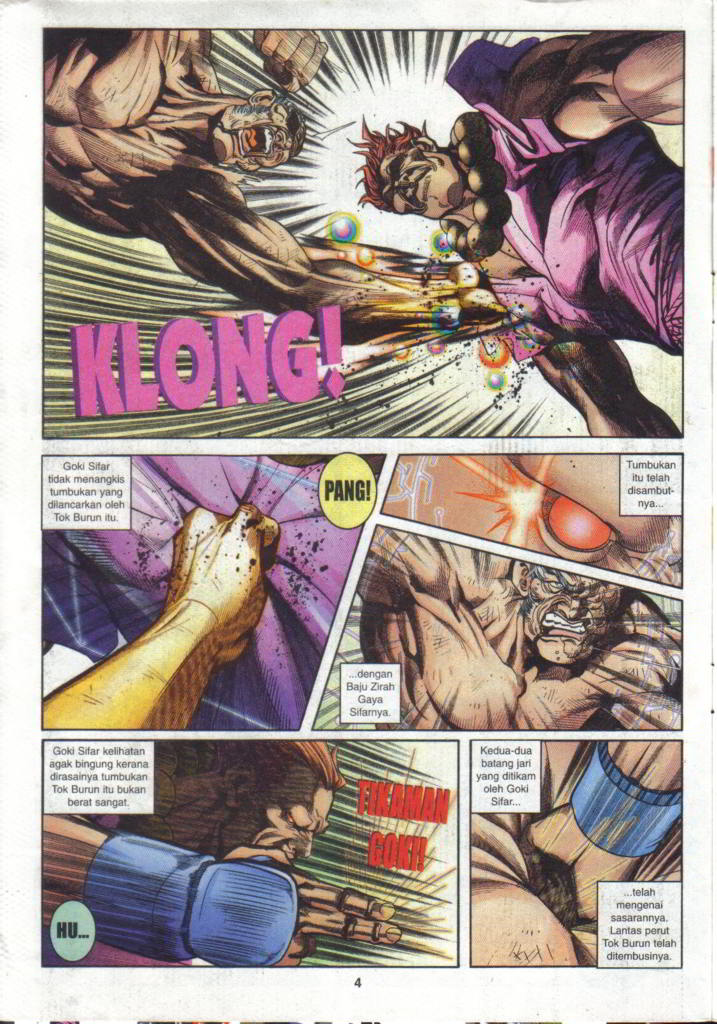 KLONG!
Goki Sifar
tidak menangkis
tumbukan yang
dilancarkan oleh
Tok Burun itu.
PANG!
Tumbukan
itu telah
disambut-
nya...
...dengan
Baju Zirah
Gaya
Sifarnya.
Goki Sifar kelihatan
agak bingung kerana
dirasainya tumbukan
Tok Burun itu bukan
berat sangat.
TIKAMAN
GOKI!!
HU...
Kedua-dua
batang jari
yang ditikam
oleh Goki
Sifar...
...telah
mengenai
sasarannya.
Lantas perut
Tok Burun telah
ditembusinya.
4